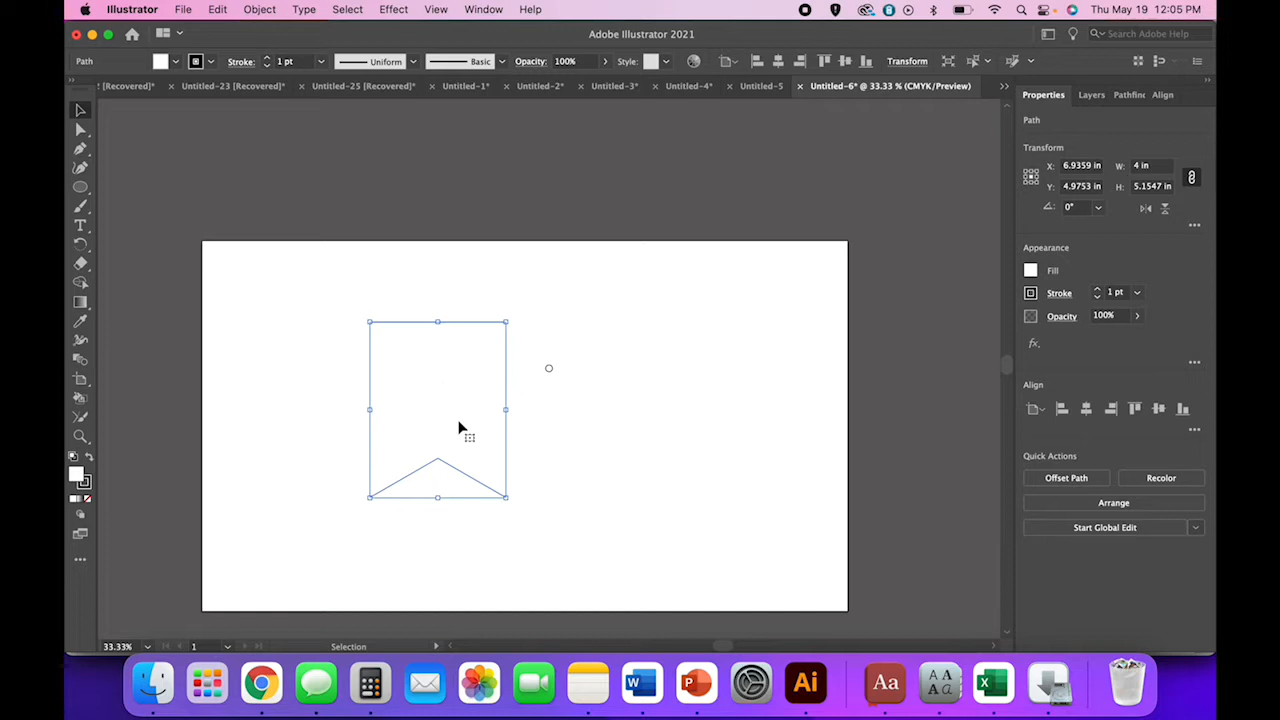 Illustrator File Edit Object Type Select Effect View Window Help Thu May 19 12:05 PM
Adobe Illustrator 2021 Search Adobe Help
Path Stroke: 1 pt Uniform Basic Opacity: 100% Style: Transform
[Recovered]* × Untitled-23 [Recovered]* × Untitled-25 [Recovered]* × Untitled-1* × Untitled-2* × Untitled-3* × Untitled-4* × Untitled-5 × Untitled-6* @ 33.33 % (CMYK/Preview)
Properties Layers Pathfinc Align
Path
Transform
X: 6.9359 in W: 4 in
Y: 4.9753 in H: 5.1547 in
0°
Appearance
Fill
Stroke 1 pt
Opacity 100%
fx.
Align
Quick Actions
Offset Path Recolor
Arrange
Start Global Edit
33.33% 1 Selection
W P Ai Aa A A A a X